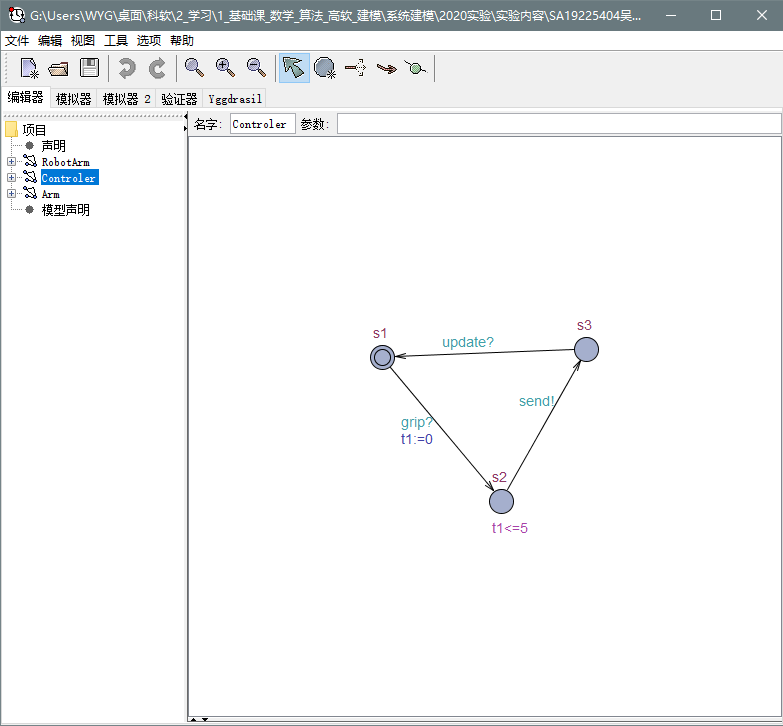 G:\Users\WYG\桌面\科软\2_学习\1_基础课_数学_算法_高软_建模\系统建模\2020实验\实验内容\SA19225404吴...
文件 编辑 视图 工具 选项 帮助
编辑器 模拟器 模拟器 2 验证器 Yggdrasil
名字: Controler 参数:
项目
声明
RobotArm
Controler
Arm
模型声明
s1
s3
update?
send!
grip?
t1:=0
s2
t1<=5